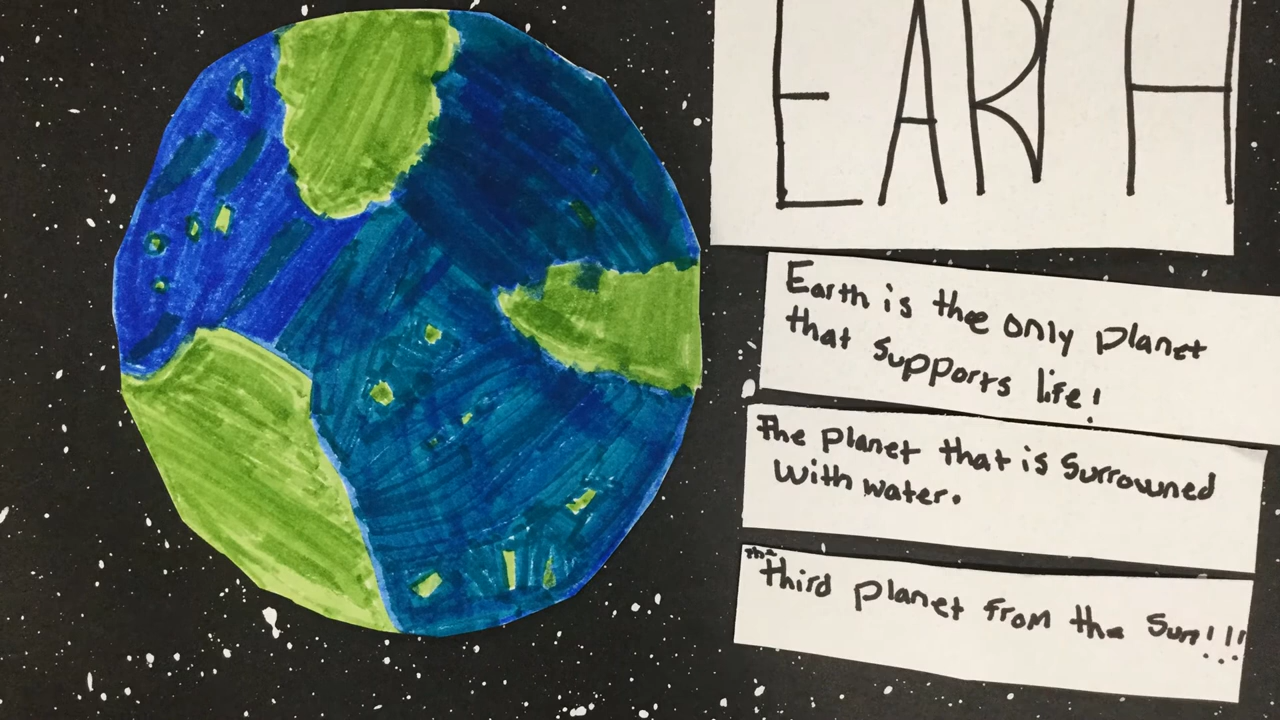 EARTH
Earth is the only planet
that supports life!
The planet that is Surrowned
with water.
the third planet from the Sun!!!